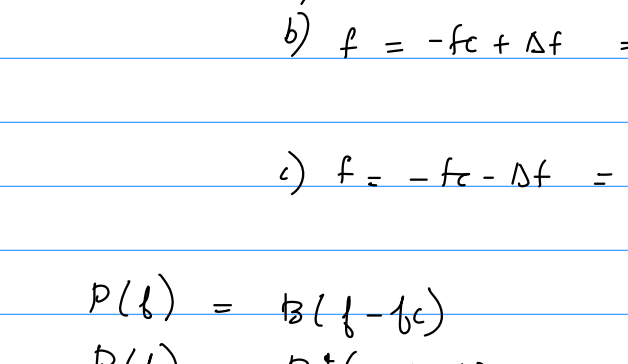 b) f = -fc + Δf =
c) f = - fc - Δf =
P(f) = B(f-fc)